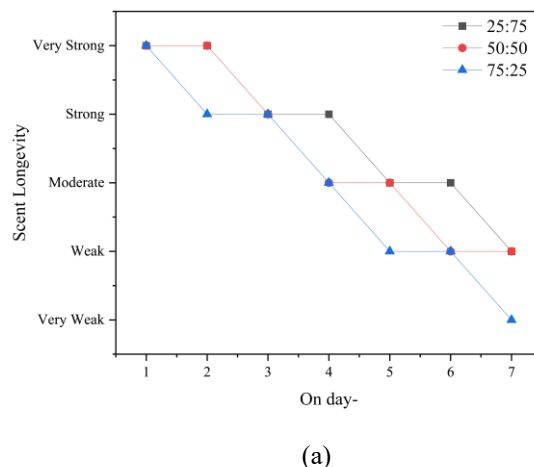 25:75
50:50
75:25
Very Strong
Strong
Moderate
Weak
Very Weak
Scent Longevity
1 2 3 4 5 6 7
On day-
(a)